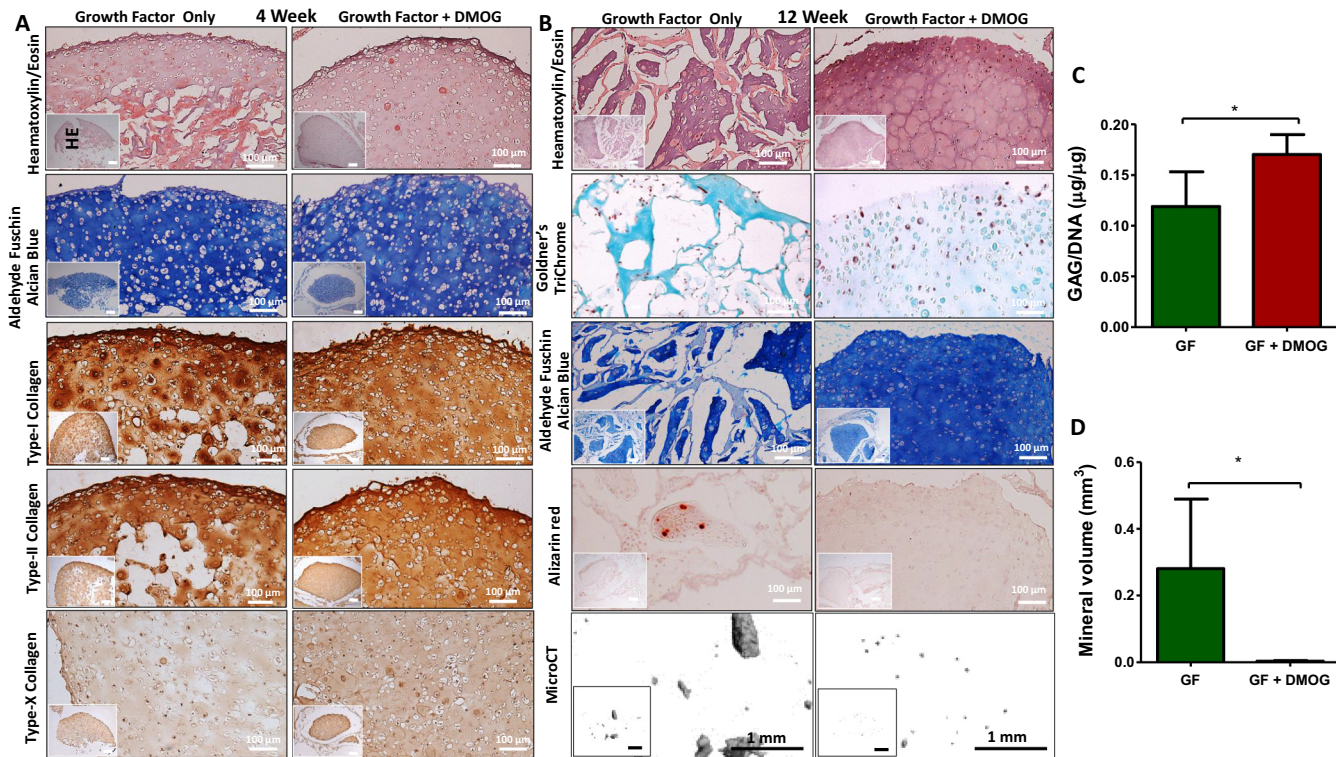 A
Growth Factor Only
4 Week
Growth Factor + DMOG
Heamatoxylin/Eosin
HE
100 µm
100 µm
Aldehyde Fuschin
Alcian Blue
100 µm
100 µm
Type-I Collagen
100 µm
100 µm
Type-II Collagen
100 µm
100 µm
Type-X Collagen
100 µm
100 µm
B
Growth Factor Only
12 Week
Growth Factor + DMOG
Heamatoxylin/Eosin
100 µm
100 µm
Goldner's
TriChrome
100 µm
100 µm
Aldehyde Fuschin
Alcian Blue
100 µm
100 µm
Alizarin red
100 µm
100 µm
MicroCT
1 mm
1 mm
C
*
GAG/DNA (µg/µg)
0.20
0.15
0.10
0.05
0.00
GF
GF + DMOG
D
*
Mineral volume (mm³)
0.6
0.4
0.2
0.0
GF
GF + DMOG